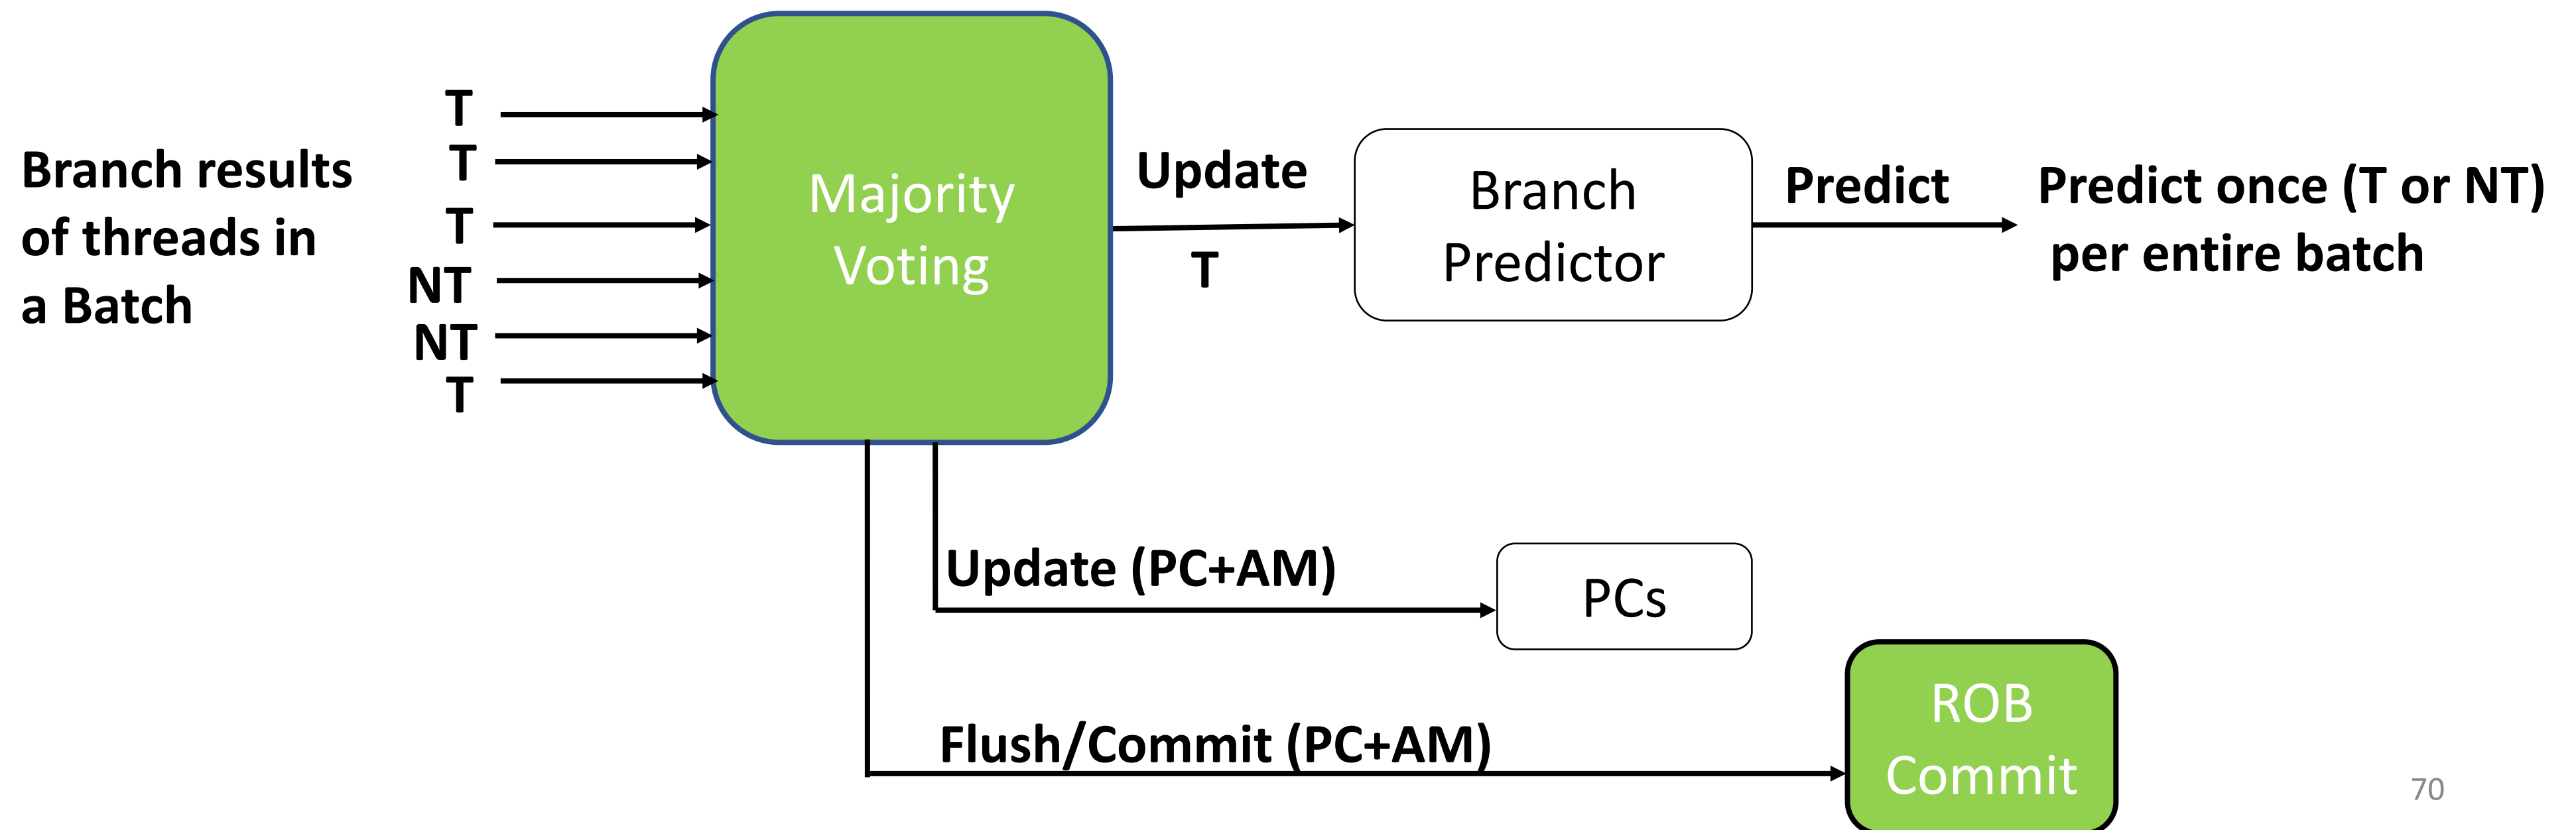 Branch results
of threads in
a Batch
T
T
T
NT
NT
T
Majority
Voting
Update
T
Branch
Predictor
Predict
Predict once (T or NT)
per entire batch
Update (PC+AM)
PCs
Flush/Commit (PC+AM)
ROB
Commit
70